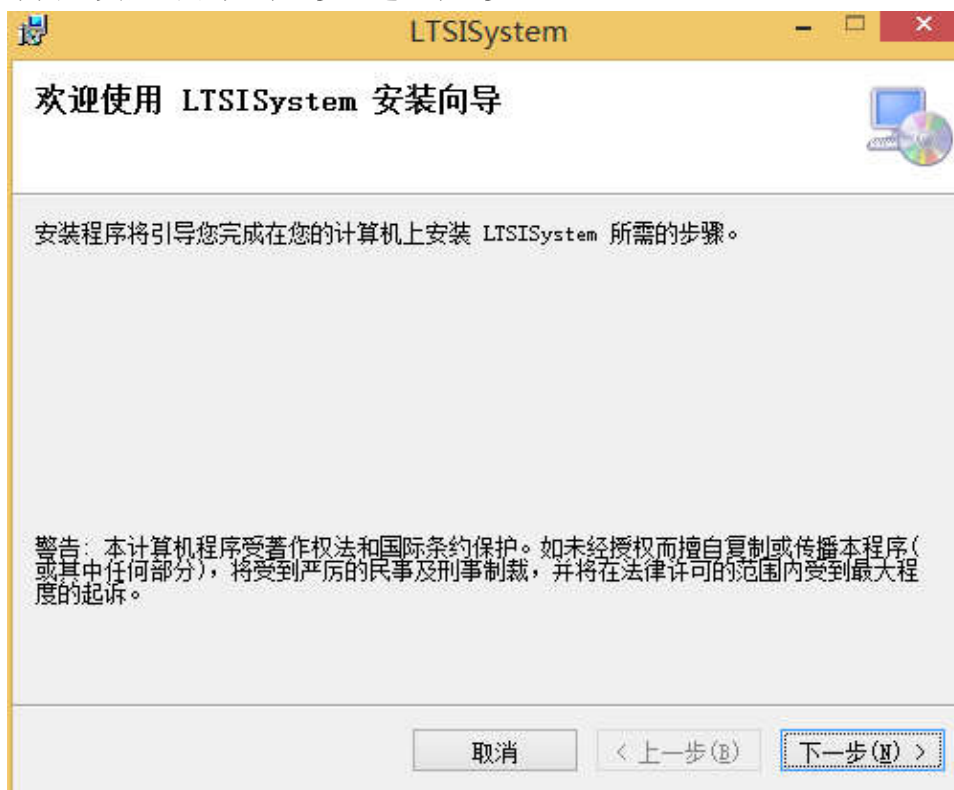 LTSISystem
欢迎使用 LTSISystem 安装向导
安装程序将引导您完成在您的计算机上安装 LTSISystem 所需的步骤。
警告: 本计算机程序受著作权法和国际条约保护。如未经授权而擅自复制或传播本程序(
或其中任何部分),将受到严厉的民事及刑事制裁,并将在法律许可的范围内受到最大程
度的起诉。
取消 < 上一步(B) 下一步(N) >